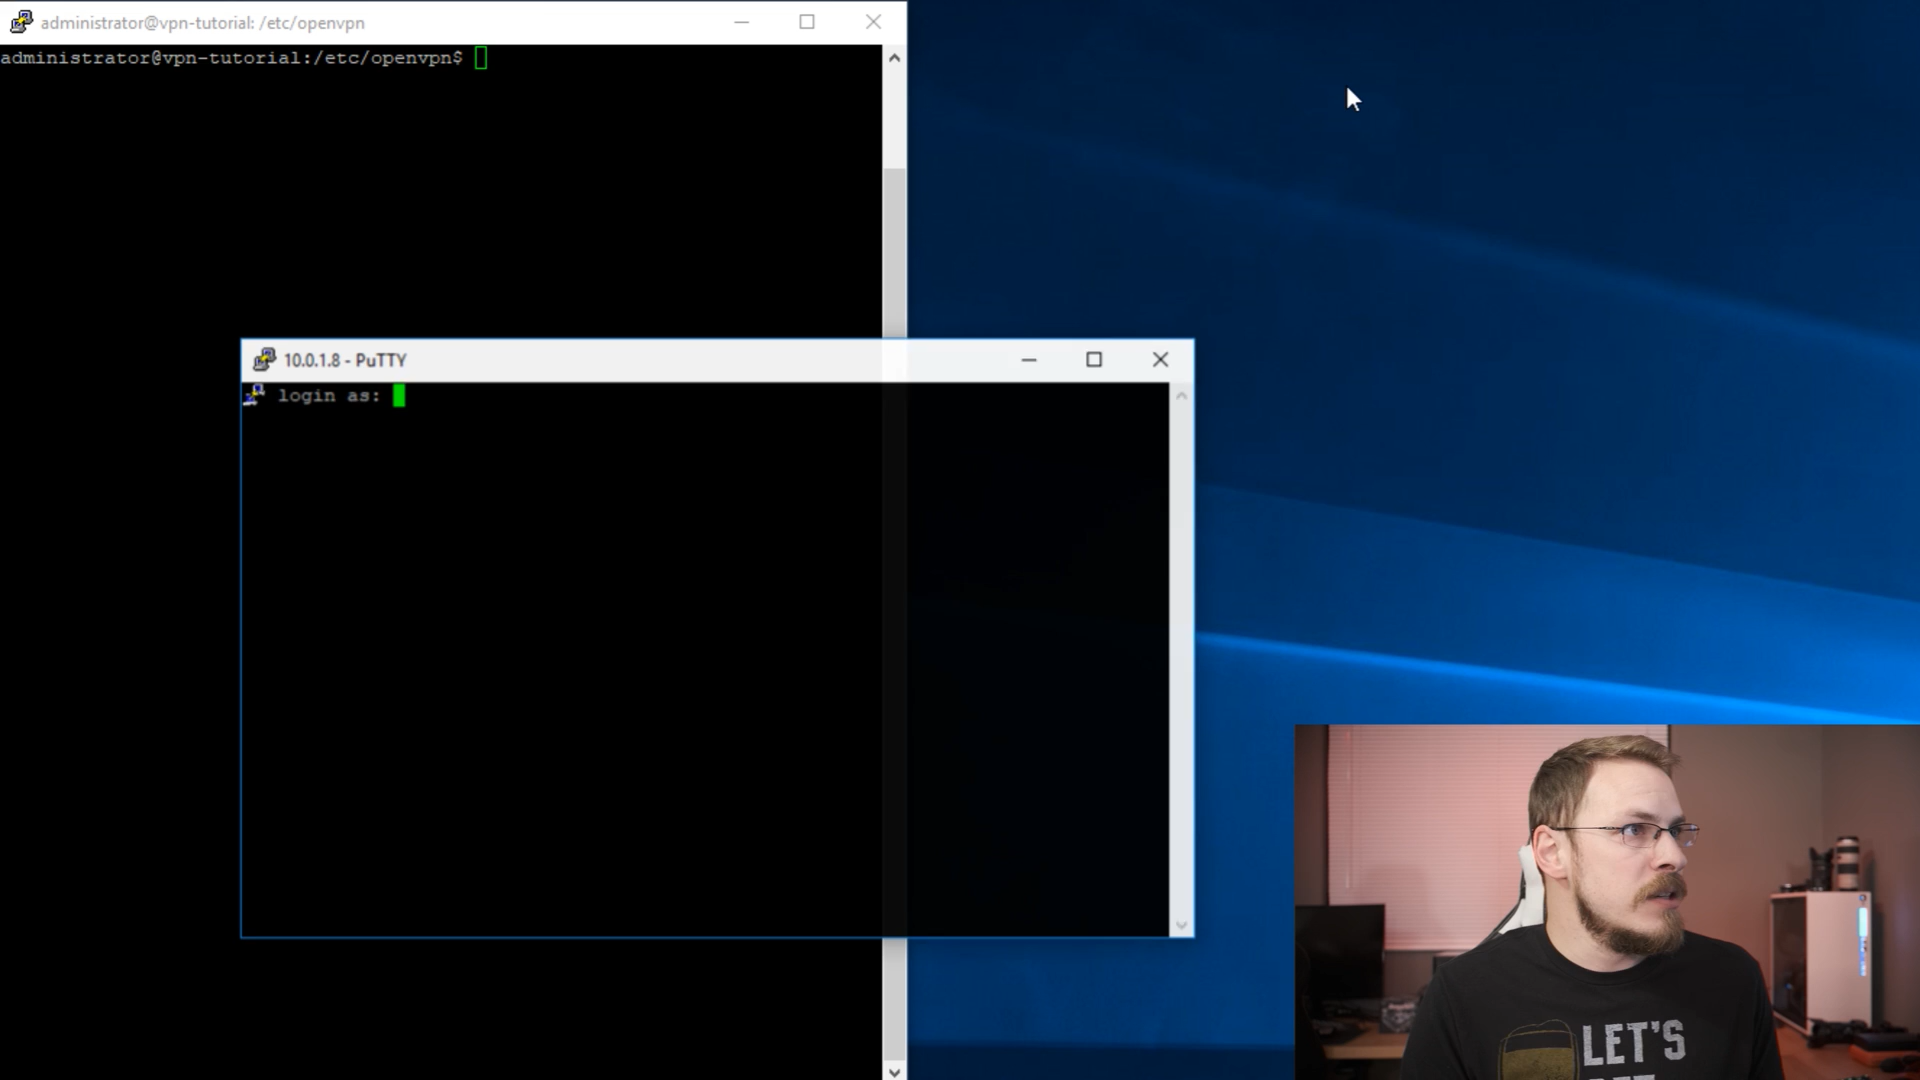 administrator@vpn-tutorial: /etc/openvpn
administrator@vpn-tutorial:/etc/openvpn$
10.0.1.8 - PuTTY
login as:
LET'S